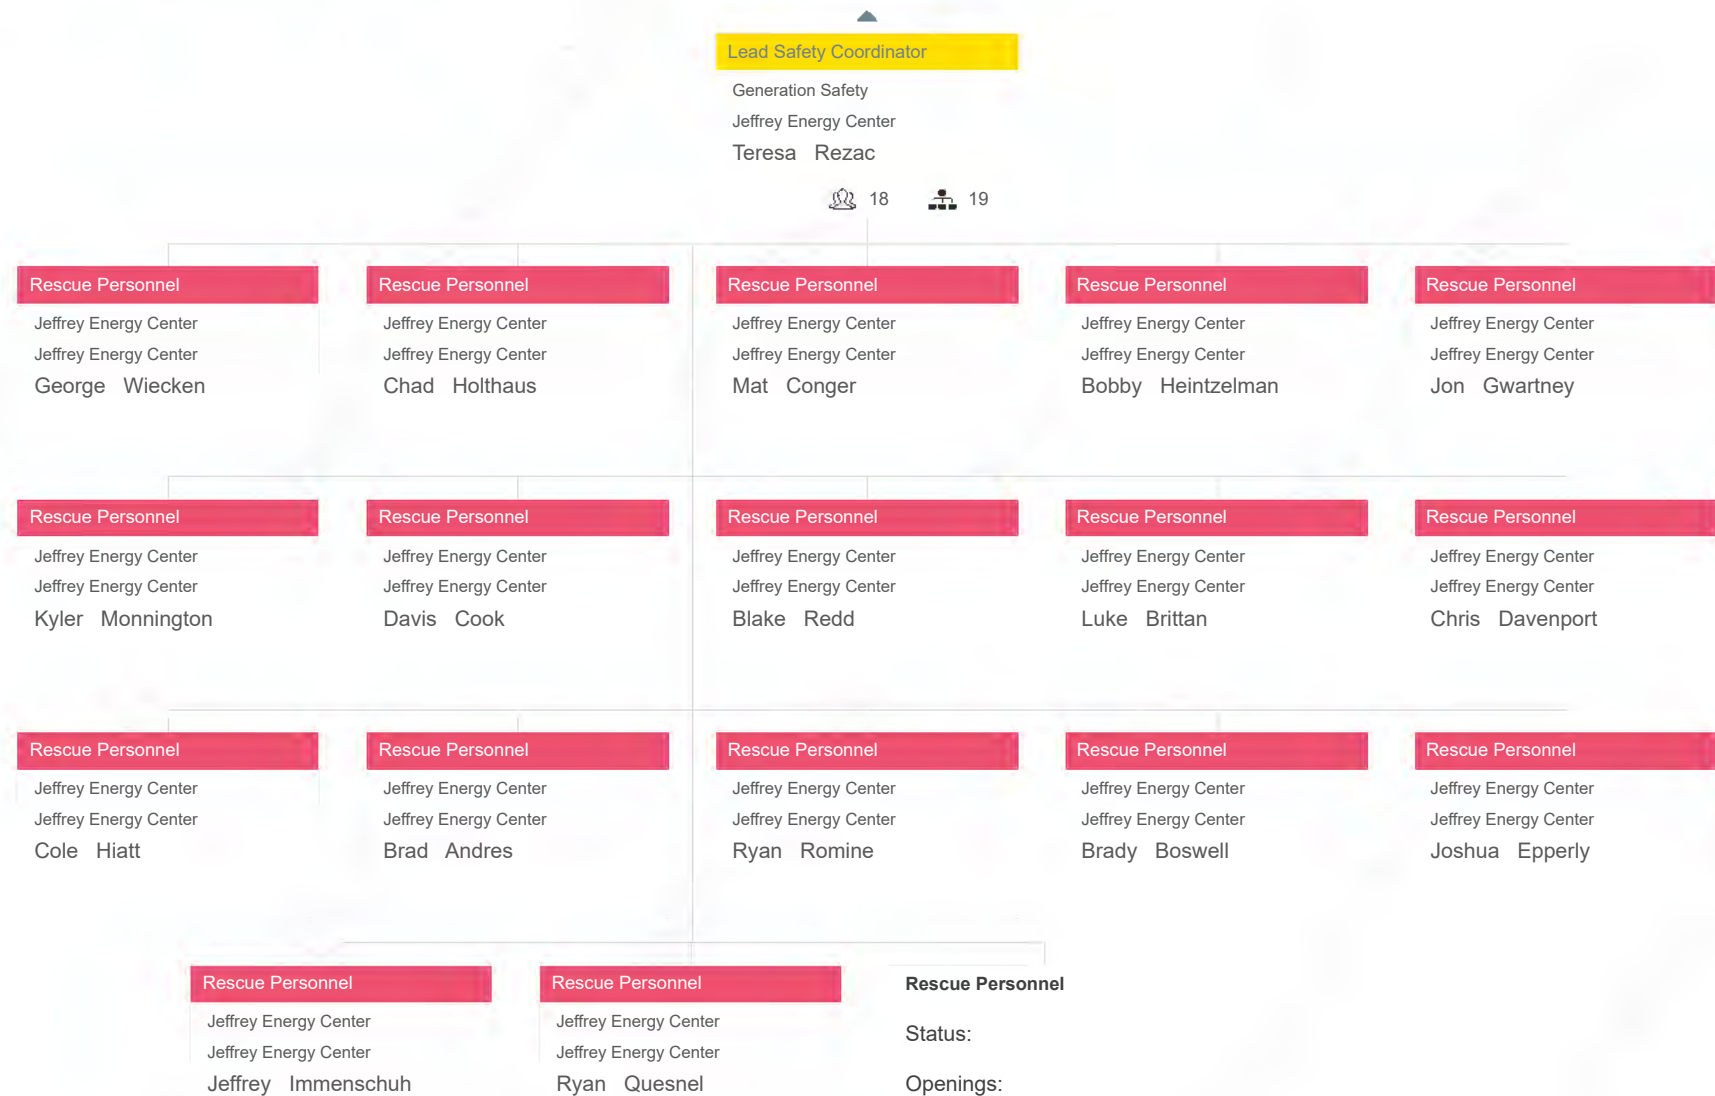 Lead Safety Coordinator
Generation Safety
Jeffrey Energy Center
Teresa Rezac
18 19
Rescue Personnel Rescue Personnel Rescue Personnel Rescue Personnel Rescue Personnel
Jeffrey Energy Center Jeffrey Energy Center Jeffrey Energy Center Jeffrey Energy Center Jeffrey Energy Center
Jeffrey Energy Center Jeffrey Energy Center Jeffrey Energy Center Jeffrey Energy Center Jeffrey Energy Center
George Wiecken Chad Holthaus Mat Conger Bobby Heintzelman Jon Gwartney
Rescue Personnel Rescue Personnel Rescue Personnel Rescue Personnel Rescue Personnel
Jeffrey Energy Center Jeffrey Energy Center Jeffrey Energy Center Jeffrey Energy Center Jeffrey Energy Center
Jeffrey Energy Center Jeffrey Energy Center Jeffrey Energy Center Jeffrey Energy Center Jeffrey Energy Center
Kyler Monnington Davis Cook Blake Redd Luke Brittan Chris Davenport
Rescue Personnel Rescue Personnel Rescue Personnel Rescue Personnel Rescue Personnel
Jeffrey Energy Center Jeffrey Energy Center Jeffrey Energy Center Jeffrey Energy Center Jeffrey Energy Center
Jeffrey Energy Center Jeffrey Energy Center Jeffrey Energy Center Jeffrey Energy Center Jeffrey Energy Center
Cole Hiatt Brad Andres Ryan Romine Brady Boswell Joshua Epperly
Rescue Personnel Rescue Personnel Rescue Personnel
Jeffrey Energy Center Jeffrey Energy Center Status:
Jeffrey Energy Center Jeffrey Energy Center
Jeffrey Immenschuh Ryan Quesnel Openings: